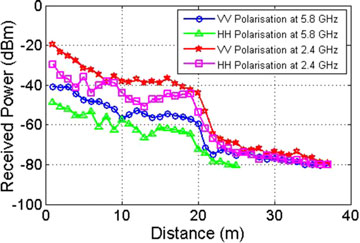 VV Polarisation at 5.8 GHz
HH Polarisation at 5.8 GHz
VV Polarisation at 2.4 GHz
HH Polarisation at 2.4 GHz
Received Power (dBm)
0
-20
-40
-60
-80
-100
0 10 20 30 40
Distance (m)